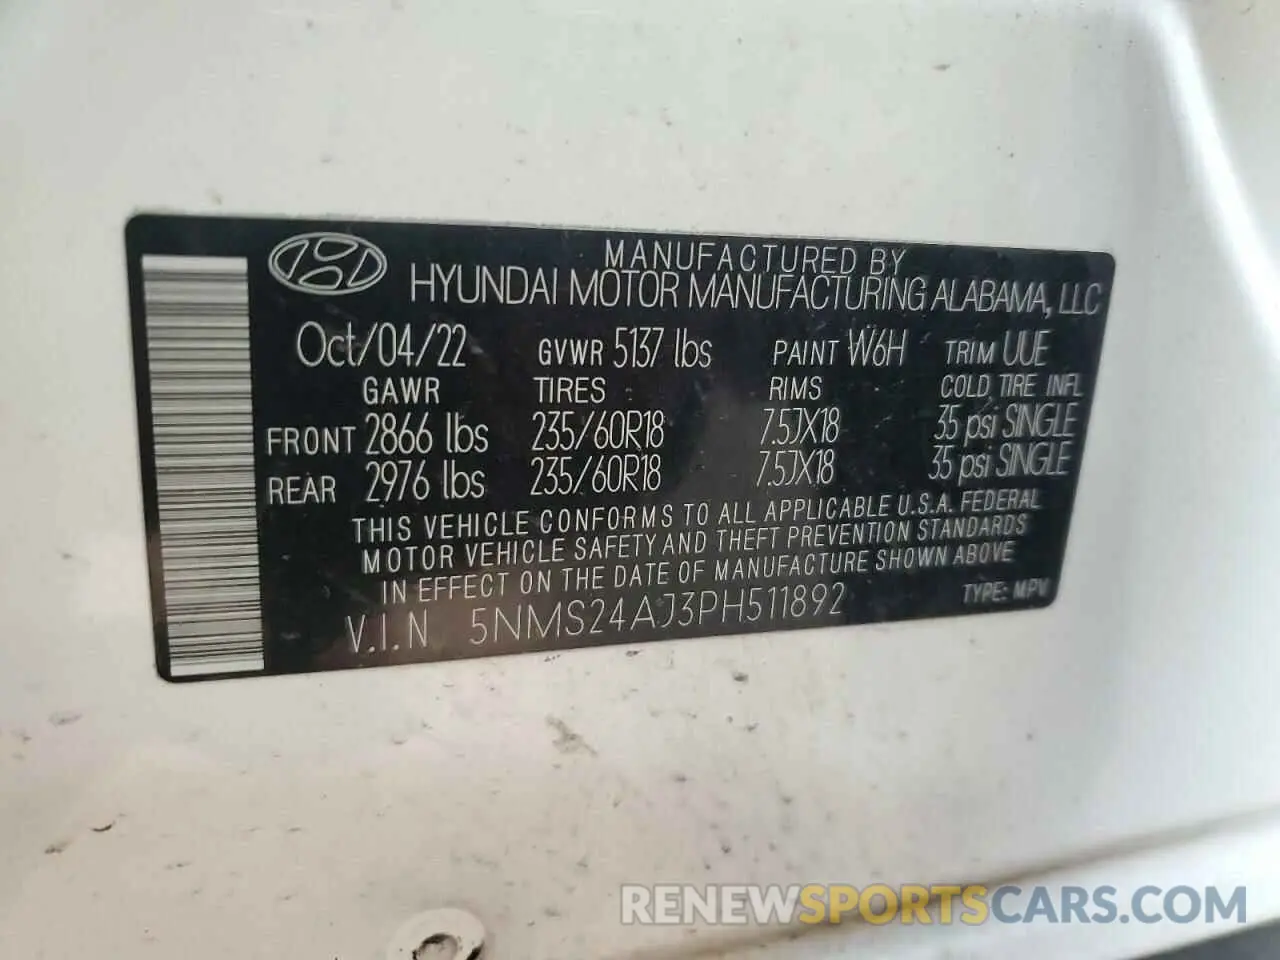 MANUFACTURED BY
HYUNDAI MOTOR MANUFACTURING ALABAMA, LLC
Oct/04/22 GVWR 5137 lbs PAINT W6H TRIM UUE
GAWR TIRES RIMS COLD TIRE INFL
FRONT 2866 lbs 235/60R18 7.5JX18 35 psi SINGLE
REAR 2976 lbs 235/60R18 7.5JX18 35 psi SINGLE
THIS VEHICLE CONFORMS TO ALL APPLICABLE U.S.A. FEDERAL
MOTOR VEHICLE SAFETY AND THEFT PREVENTION STANDARDS
IN EFFECT ON THE DATE OF MANUFACTURE SHOWN ABOVE
V.I.N 5NMS24AJ3PH511892 TYPE: MPV
RENEWSPORTSCARS.COM